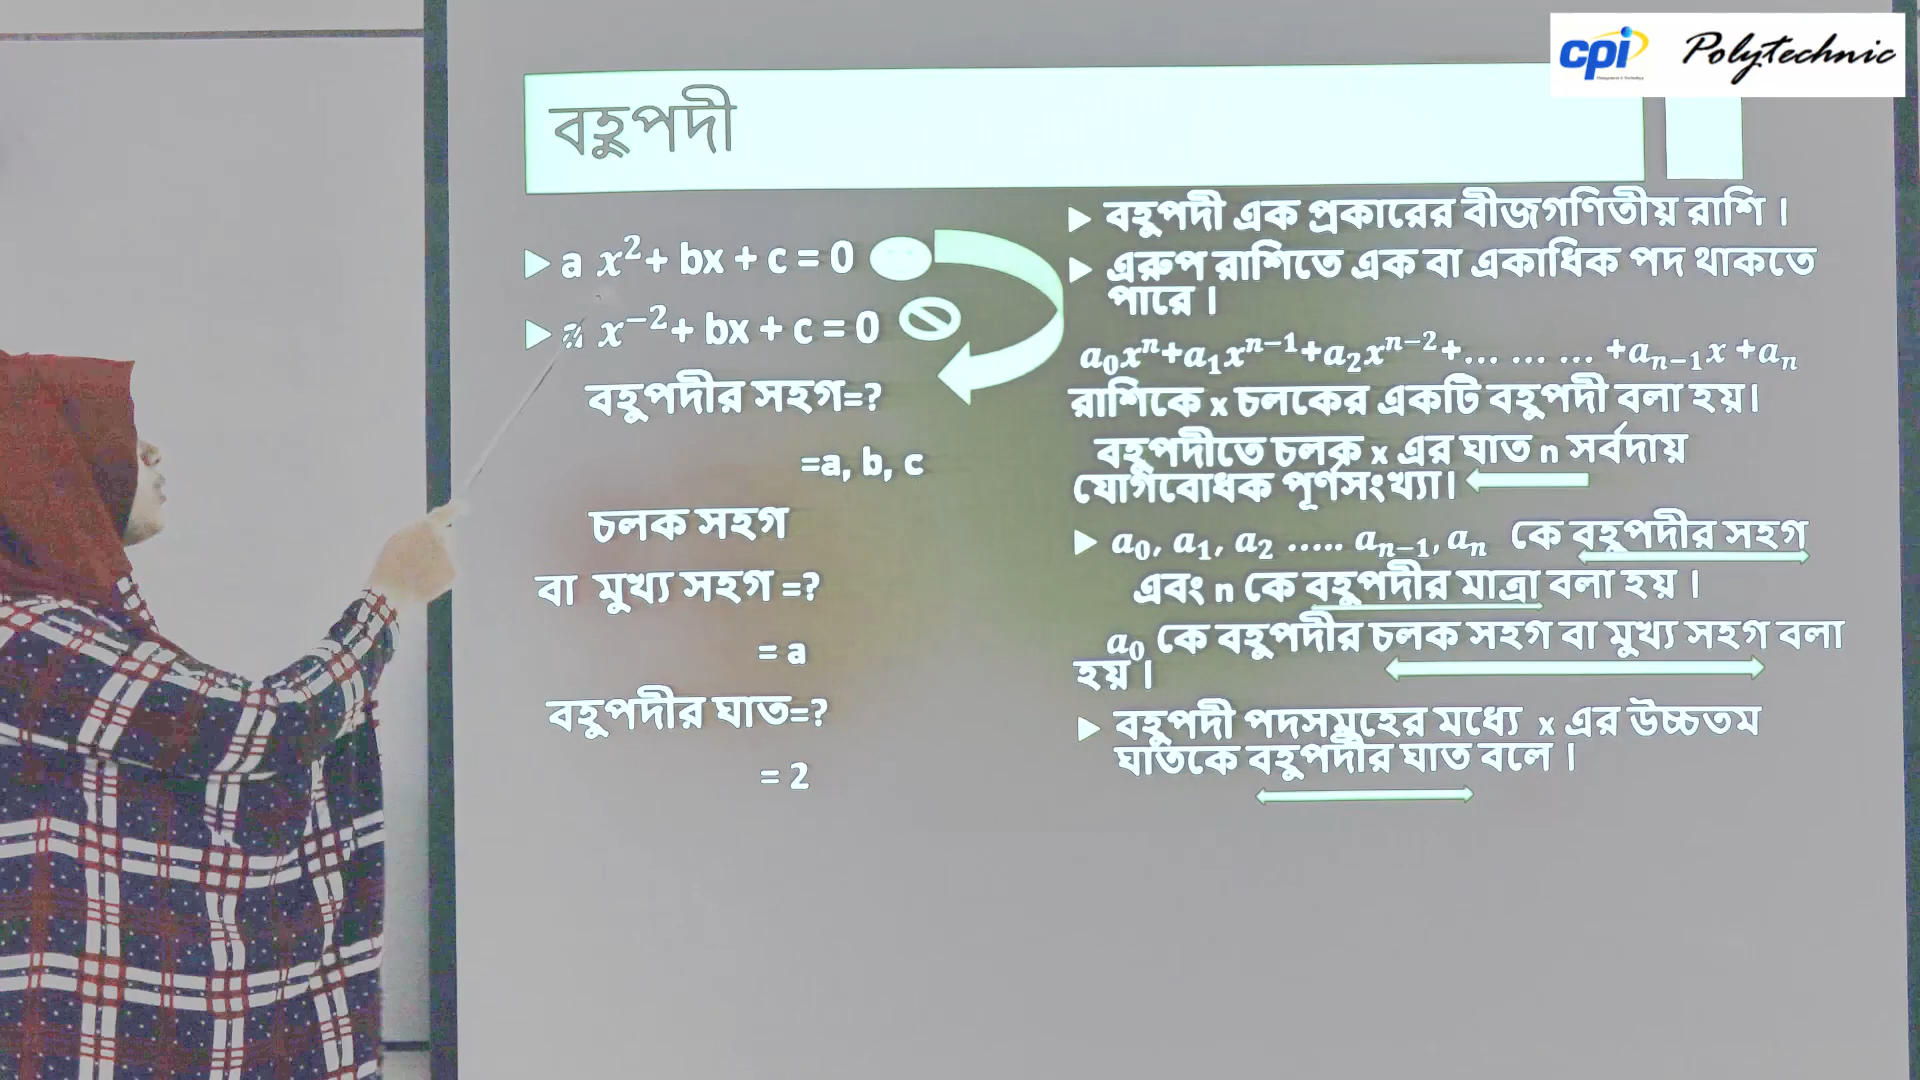 cpi Polytechnic
বহুপদী
a x²+ bx + c = 0
a x⁻²+ bx + c = 0
বহুপদীর সহগ=?
=a, b, c
চলক সহগ
বা মুখ্য সহগ =?
= a
বহুপদীর ঘাত=?
= 2
বহুপদী এক প্রকারের বীজগণিতীয় রাশি ।
এরুপ রাশিতে এক বা একাধিক পদ থাকতে
পারে ।
a₀xⁿ+a₁xⁿ⁻¹+a₂xⁿ⁻²+… … … +aₙ₋₁x +aₙ
রাশিকে x চলকের একটি বহুপদী বলা হয়।
বহুপদীতে চলক x এর ঘাত n সর্বদায়
যোগবোধক পূর্ণসংখ্যা।
a₀, a₁, a₂ ….. aₙ₋₁, aₙ কে বহুপদীর সহগ
এবং n কে বহুপদীর মাত্রা বলা হয় ।
a₀ কে বহুপদীর চলক সহগ বা মুখ্য সহগ বলা
হয় ।
বহুপদী পদসমূহের মধ্যে x এর উচ্চতম
ঘাতকে বহুপদীর ঘাত বলে ।